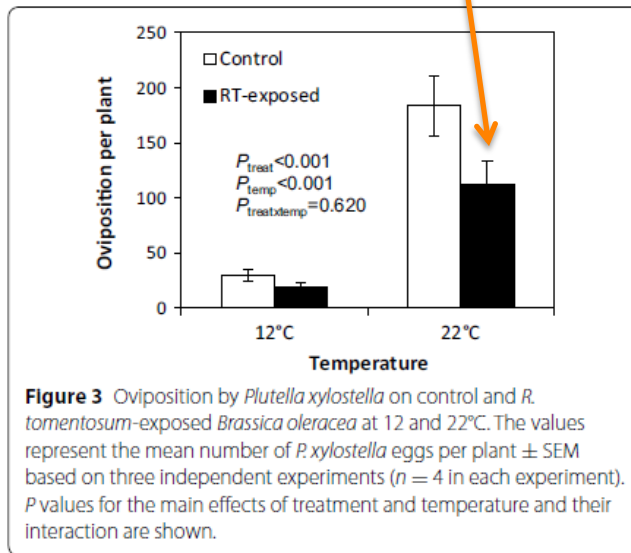 250
Control
200
RT-exposed
150
Ptreat<0.001
Ptemp<0.001
Ptreatxtemp=0.620
100
50
0
Oviposition per plant
12°C
22°C
Temperature
Figure 3 Oviposition by Plutella xylostella on control and R.
tomentosum-exposed Brassica oleracea at 12 and 22°C. The values
represent the mean number of P. xylostella eggs per plant ± SEM
based on three independent experiments (n = 4 in each experiment).
P values for the main effects of treatment and temperature and their
interaction are shown.